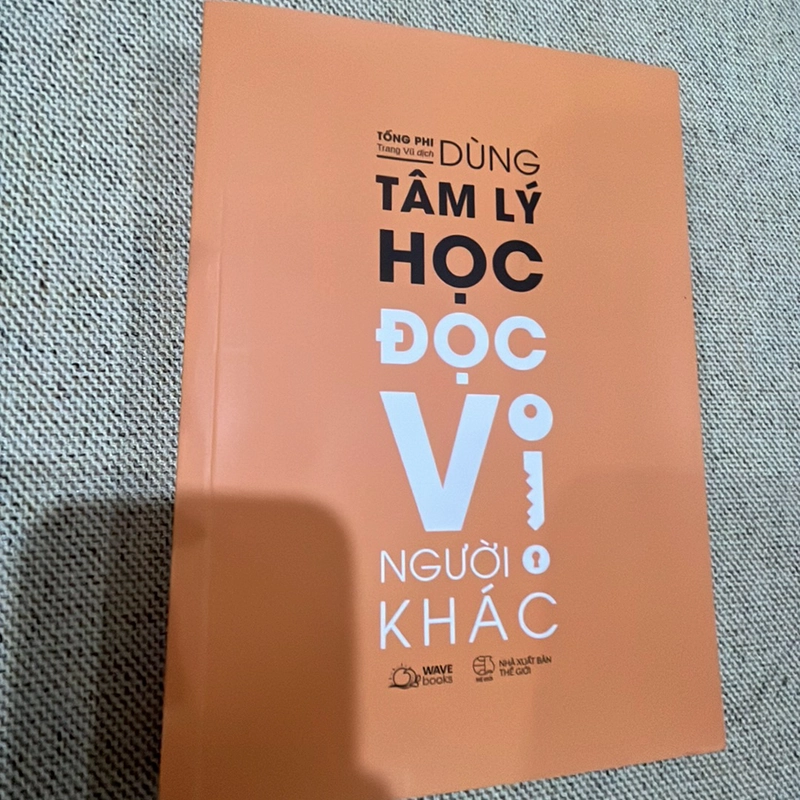 TỐNG PHI
Trang Vũ dịch
DÙNG
TÂM LÝ
HỌC
ĐỌC
VỊ
NGƯỜI
KHÁC
WAVE
books
NHÀ XUẤT BẢN
THẾ GIỚI